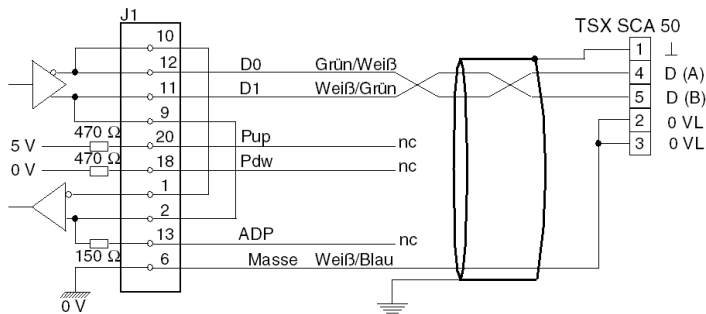 J1
TSX SCA 50
10
1
12 D0 Grün/Weiß 4 D (A)
11 D1 Weiß/Grün 5 D (B)
9 2 0 VL
470 Ω
5 V 20 Pup nc 3 0 VL
470 Ω
0 V 18 Pdw nc
1
2
13 ADP nc
150 Ω
6 Masse Weiß/Blau
0 V